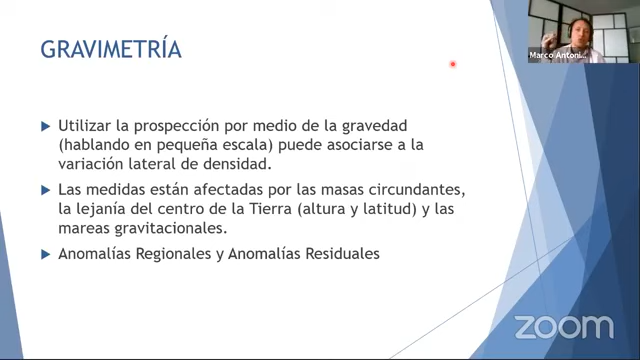 GRAVIMETRÍA
Marco Antoni...
Utilizar la prospección por medio de la gravedad
(hablando en pequeña escala) puede asociarse a la
variación lateral de densidad.
Las medidas están afectadas por las masas circundantes,
la lejanía del centro de la Tierra (altura y latitud) y las
mareas gravitacionales.
Anomalías Regionales y Anomalías Residuales
zoom